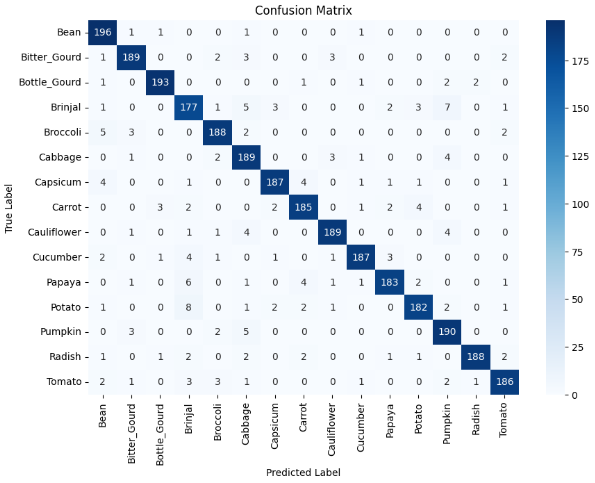 Confusion Matrix
Bean 196 1 1 0 0 1 0 0 0 1 0 0 0 0 0
Bitter_Gourd 1 189 0 0 2 3 0 0 3 0 0 0 0 0 2
Bottle_Gourd 1 0 193 0 0 0 0 1 0 1 0 0 2 2 0
Brinjal 1 0 0 177 1 5 3 0 0 0 2 3 7 0 1
Broccoli 5 3 0 0 188 2 0 0 0 0 0 0 0 0 2
Cabbage 0 1 0 0 2 189 0 0 3 1 0 0 4 0 0
Capsicum 4 0 0 1 0 0 187 4 0 1 1 1 0 0 1
Carrot 0 0 3 2 0 0 2 185 0 1 2 4 0 0 1
Cauliflower 0 1 0 1 1 4 0 0 189 0 0 0 4 0 0
Cucumber 2 0 1 4 0 1 1 0 1 187 3 0 0 0 0
Papaya 0 1 0 6 0 1 0 4 1 1 183 2 0 0 1
Potato 1 0 0 8 0 1 2 2 1 0 0 182 2 0 1
Pumpkin 0 3 0 0 2 5 0 0 0 0 0 0 190 0 0
Radish 1 0 1 2 0 2 0 2 0 0 1 1 0 188 2
Tomato 2 1 0 3 3 1 0 0 0 1 0 0 2 1 186
True Label
Bean Bitter_Gourd Bottle_Gourd Brinjal Broccoli Cabbage Capsicum Carrot Cauliflower Cucumber Papaya Potato Pumpkin Radish Tomato
Predicted Label
175
150
125
100
75
50
25
0